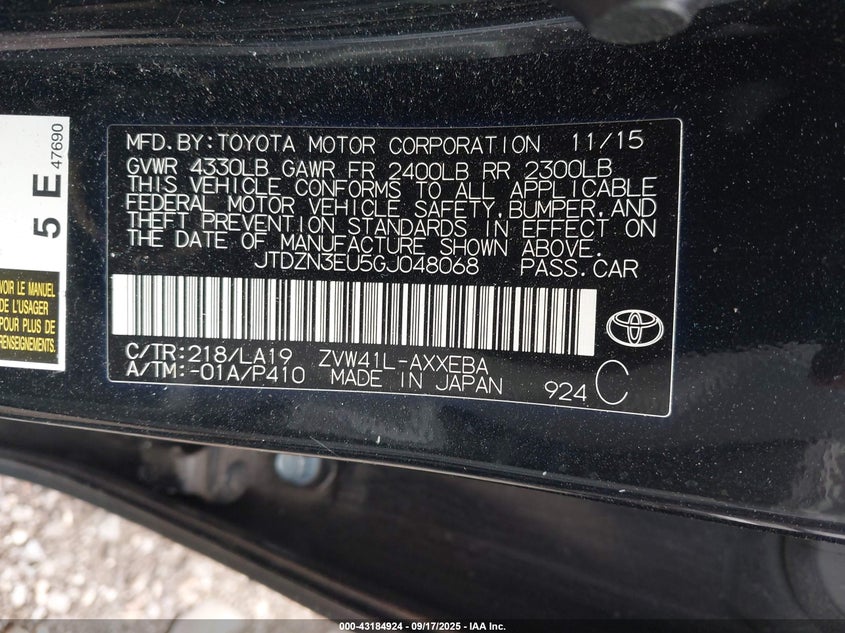 MFD.BY:TOYOTA MOTOR CORPORATION 11/15
GVWR 4330LB GAWR FR 2400LB RR 2300LB
THIS VEHICLE CONFORMS TO ALL APPLICABLE
FEDERAL MOTOR VEHICLE SAFETY,BUMPER,AND
THEFT PREVENTION STANDARDS IN EFFECT ON
THE DATE OF MANUFACTURE SHOWN ABOVE.
JTDZN3EU5GJ048068 PASS.CAR
C/TR:218/LA19 ZVW41L-AXXEBA
A/TM:-01A/P410 MADE IN JAPAN 924 C
5 E 47690
VOIR LE MANUEL
DE L'USAGER
POUR PLUS DE
RENSEIGNEMENTS.
000-43184924 | 09/17/2025 | IAA Inc.